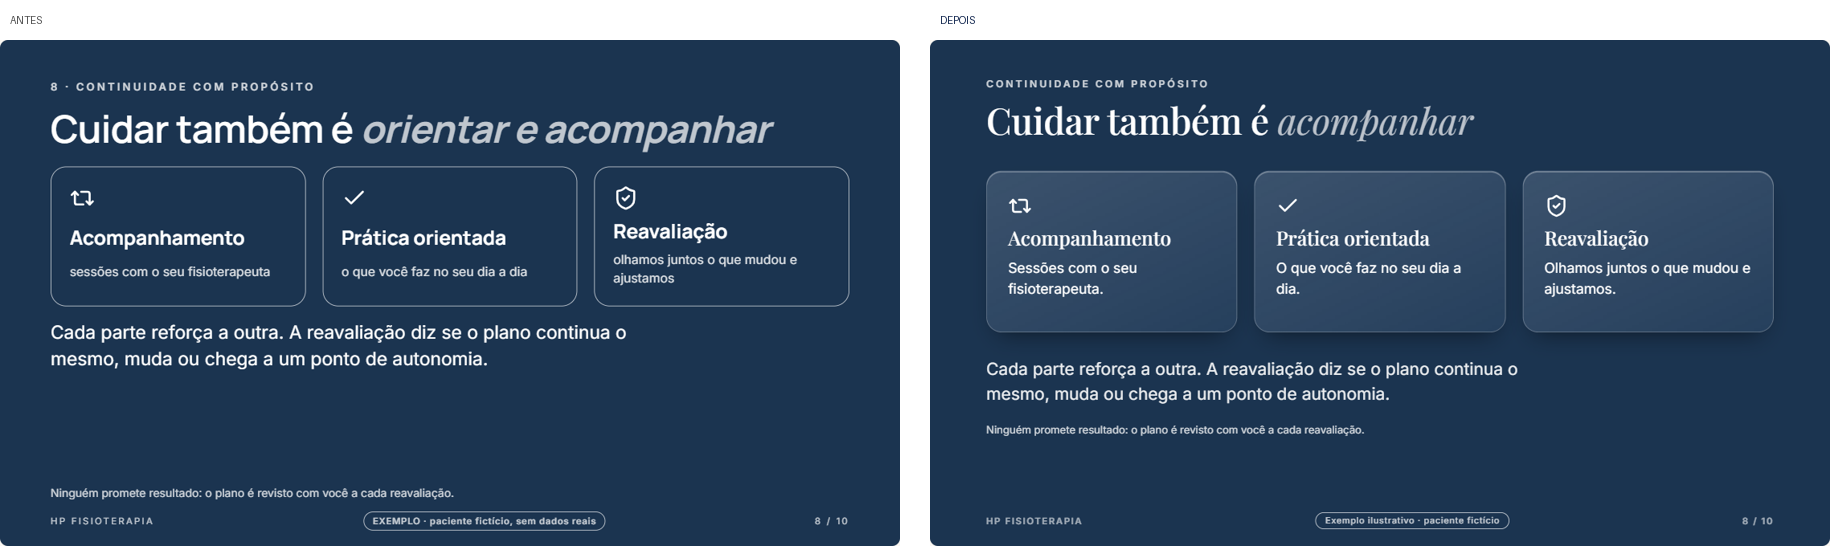 ANTES
8 · CONTINUIDADE COM PROPÓSITO
Cuidar também é orientar e acompanhar
Acompanhamento
sessões com o seu fisioterapeuta
Prática orientada
o que você faz no seu dia a dia
Reavaliação
olhamos juntos o que mudou e
ajustamos
Cada parte reforça a outra. A reavaliação diz se o plano continua o
mesmo, muda ou chega a um ponto de autonomia.
Ninguém promete resultado: o plano é revisto com você a cada reavaliação.
HP FISIOTERAPIA
EXEMPLO · paciente fictício, sem dados reais
8 / 10
DEPOIS
CONTINUIDADE COM PROPÓSITO
Cuidar também é acompanhar
Acompanhamento
Sessões com o seu
fisioterapeuta.
Prática orientada
O que você faz no seu dia a
dia.
Reavaliação
Olhamos juntos o que mudou e
ajustamos.
Cada parte reforça a outra. A reavaliação diz se o plano continua o
mesmo, muda ou chega a um ponto de autonomia.
Ninguém promete resultado: o plano é revisto com você a cada reavaliação.
HP FISIOTERAPIA
Exemplo ilustrativo · paciente fictício
8 / 10